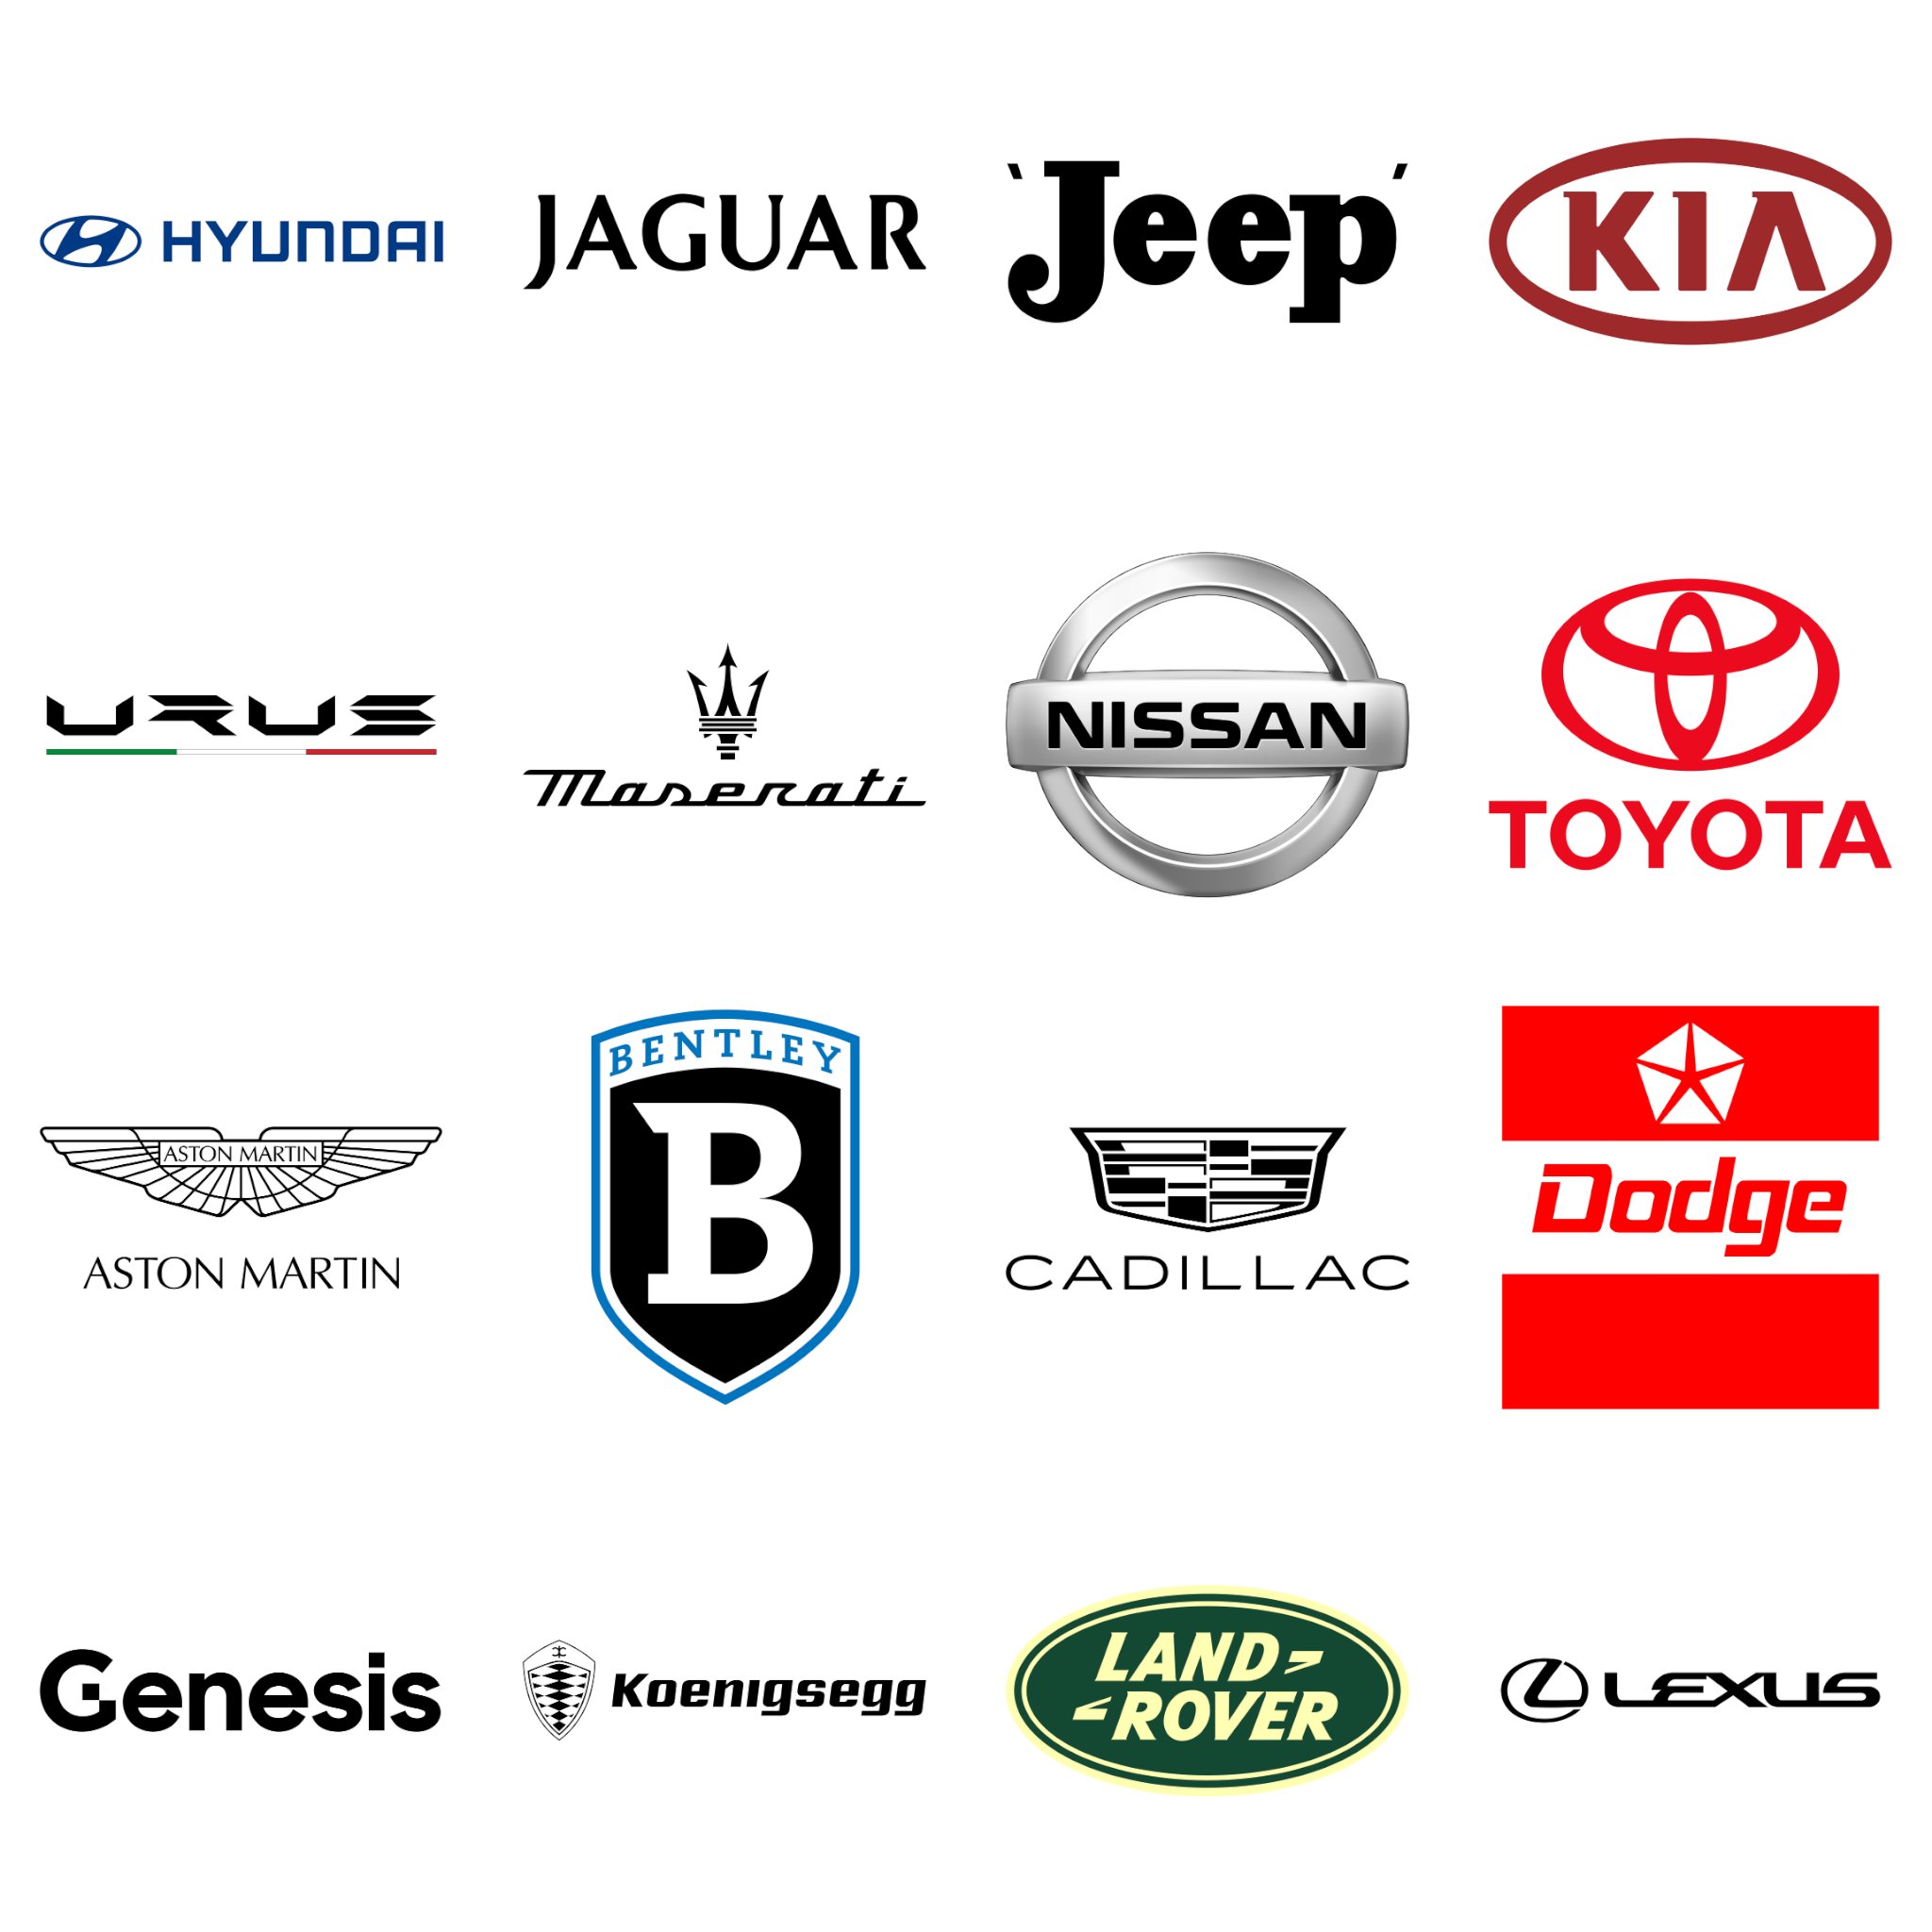 HYUNDAI
JAGUAR
'Jeep'
KIA
URUS
Maserati
NISSAN
TOYOTA
ASTON MARTIN
ASTON MARTIN
BENTLEY
B
CADILLAC
Dodge
Genesis
Koenigsegg
LAND
ROVER
LEXUS